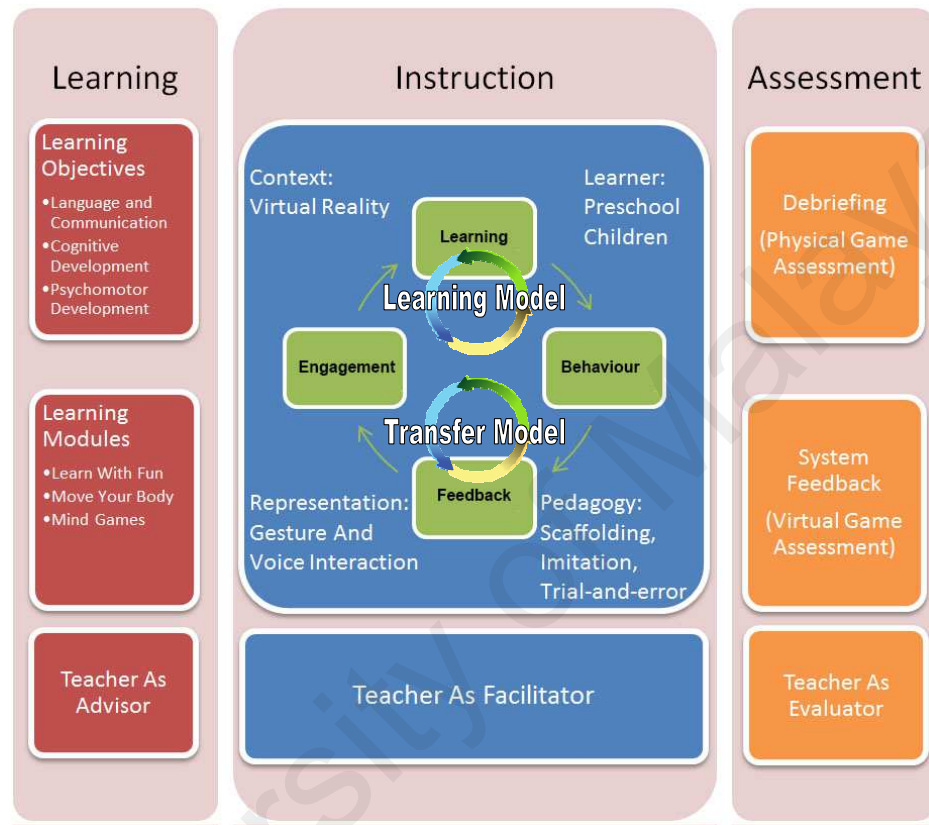 Learning
Learning
Objectives
•Language and
Communication
•Cognitive
Development
•Psychomotor
Development
Learning
Modules
•Learn With Fun
•Move Your Body
•Mind Games
Teacher As
Advisor
Instruction
Context:
Virtual Reality
Learner:
Preschool
Children
Learning
Learning Model
Engagement
Behaviour
Transfer Model
Feedback
Representation:
Gesture And
Voice Interaction
Pedagogy:
Scaffolding,
Imitation,
Trial-and-error
Teacher As Facilitator
Assessment
Debriefing
(Physical Game
Assessment)
System
Feedback
(Virtual Game
Assessment)
Teacher As
Evaluator
rsity of Malaya